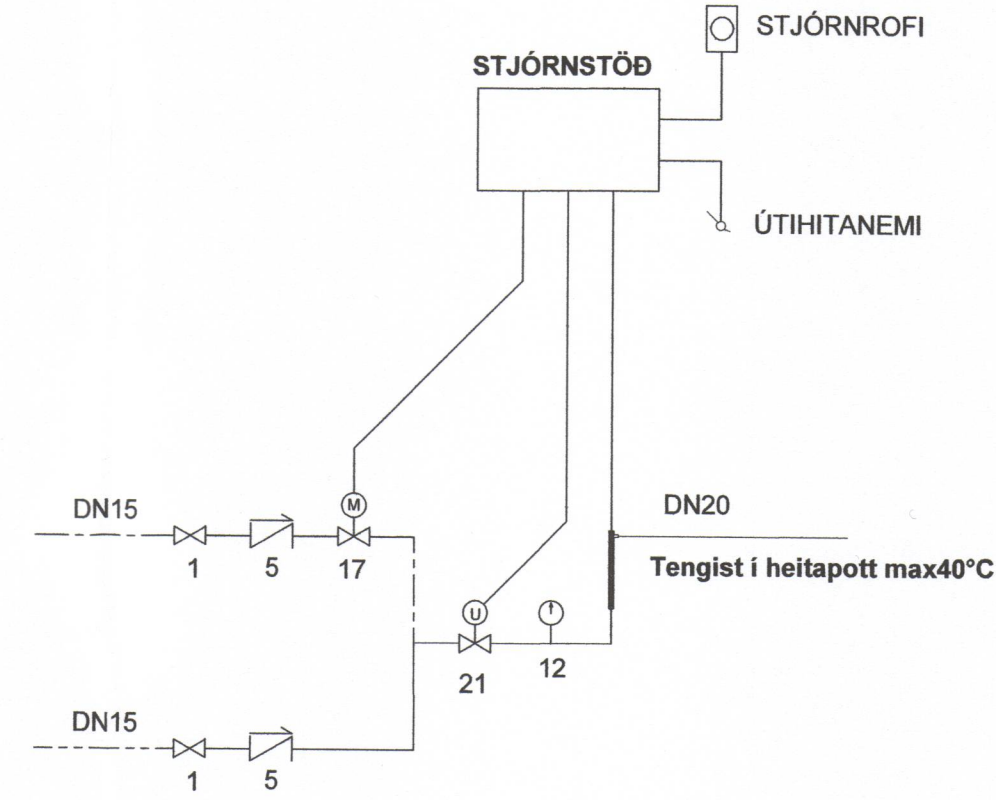 STJÓRNROFI
STJÓRNSTÖÐ
ÚTIHITANEMI
DN15
M
DN20
1
5
17
Tengist í heitapott max40°C
U
21
12
DN15
1
5